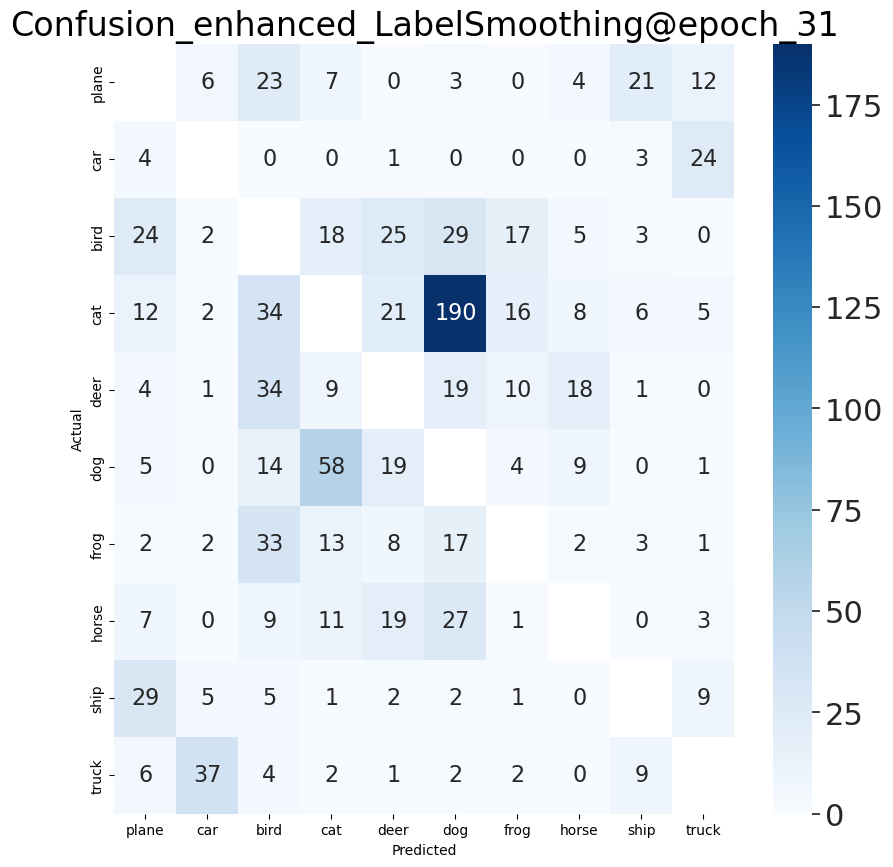 Confusion_enhanced_LabelSmoothing@epoch_31
plane 6 23 7 0 3 0 4 21 12
car 4 0 0 1 0 0 0 3 24
bird 24 2 18 25 29 17 5 3 0
cat 12 2 34 21 190 16 8 6 5
deer 4 1 34 9 19 10 18 1 0
dog 5 0 14 58 19 4 9 0 1
frog 2 2 33 13 8 17 2 3 1
horse 7 0 9 11 19 27 1 0 3
ship 29 5 5 1 2 2 1 0 9
truck 6 37 4 2 1 2 2 0 9
Actual
plane car bird cat deer dog frog horse ship truck
Predicted
175
150
125
100
75
50
25
0